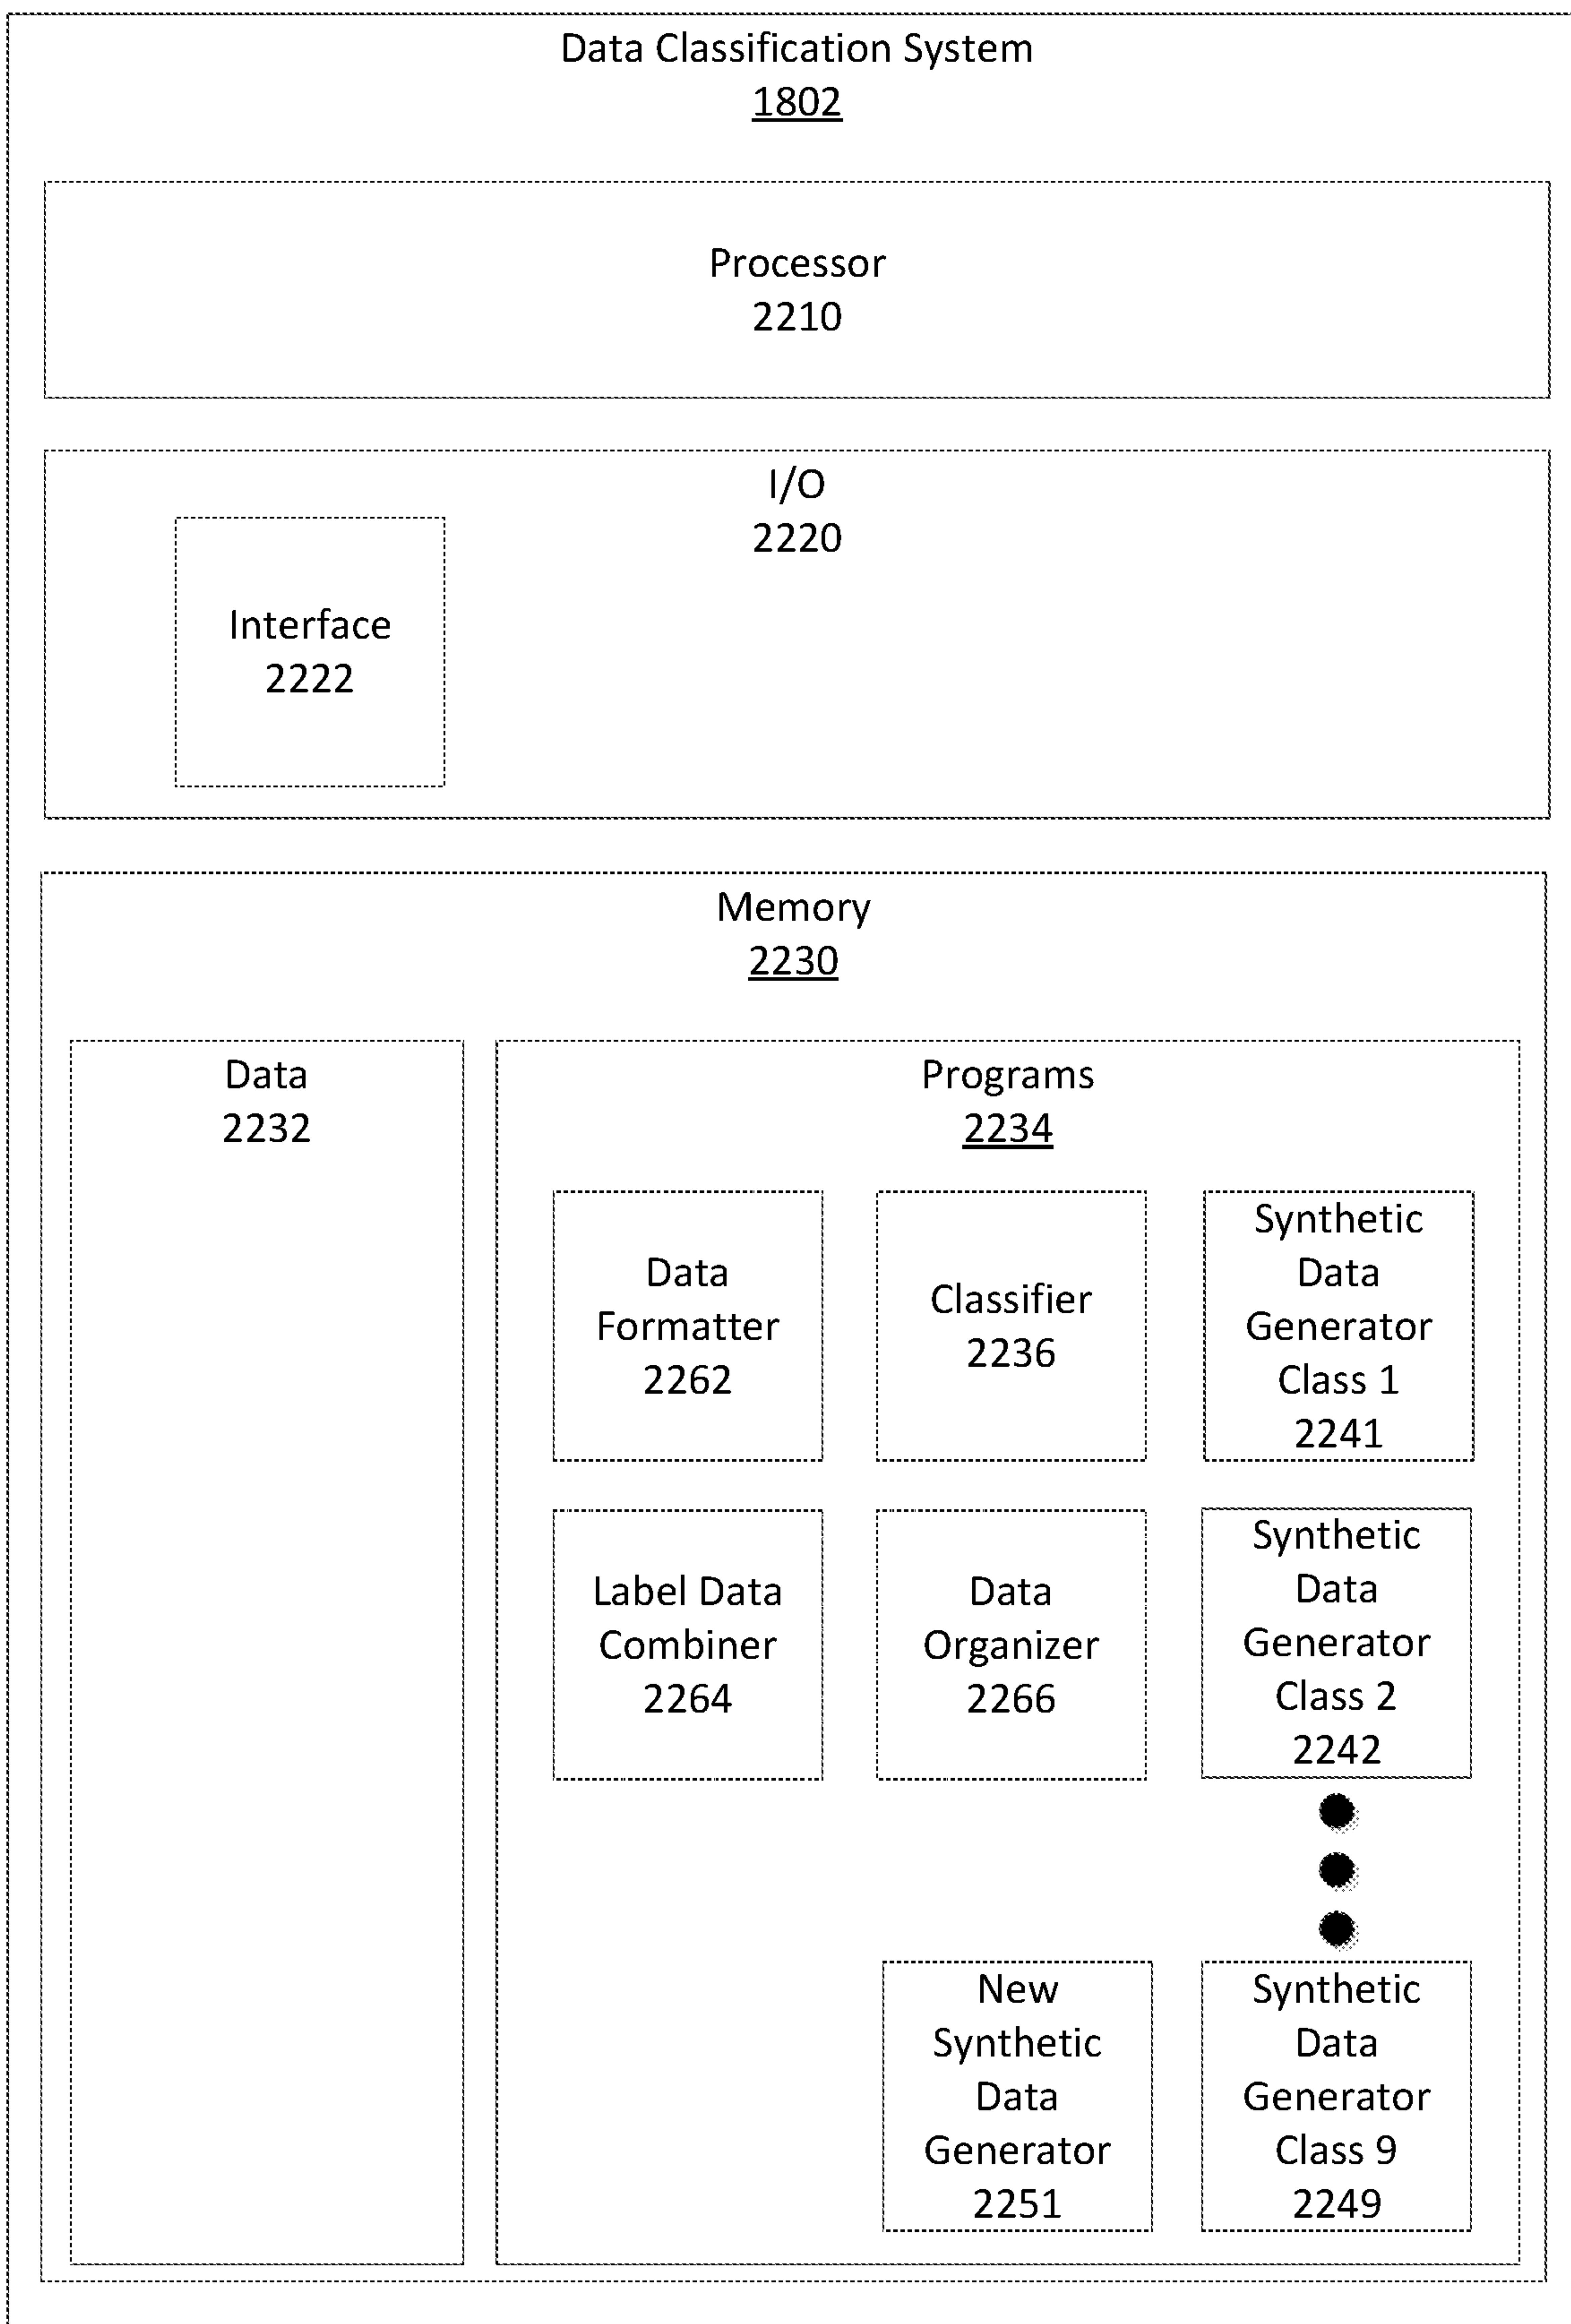 Data Classification System
1802
Processor
2210
I/O
2220
Interface
2222
Memory
2230
Data
2232
Programs
2234
Data
Formatter
2262
Classifier
2236
Synthetic
Data
Generator
Class 1
2241
Label Data
Combiner
2264
Data
Organizer
2266
Synthetic
Data
Generator
Class 2
2242
New
Synthetic
Data
Generator
2251
Synthetic
Data
Generator
Class 9
2249